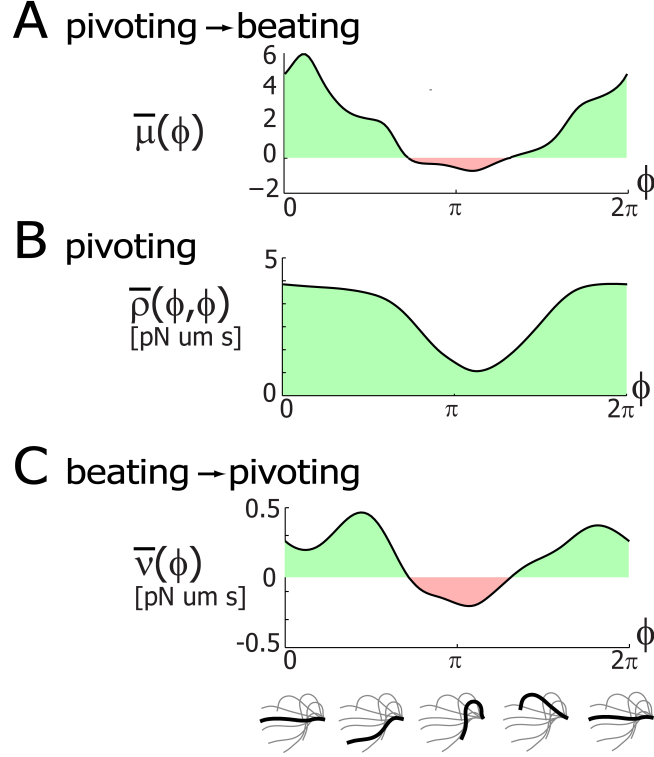 A pivoting → beating
6
4
2
0
−2
μ̅(ϕ)
0 π 2π ϕ
B pivoting
5
0
ρ̅(ϕ,ϕ)
[pN um s]
0 π 2π ϕ
C beating → pivoting
0.5
0
-0.5
ν̅(ϕ)
[pN um s]
0 π 2π ϕ